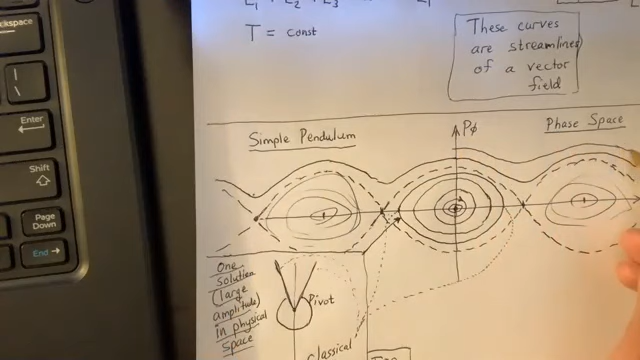 T = const
These curves
are streamlines
of a vector
field
Simple Pendulum
Pϕ
Phase Space
One
solution
(large
amplitude)
in physical
space
Pivot
classical
Backspace
|
\
Enter
Shift
Page
Down
End